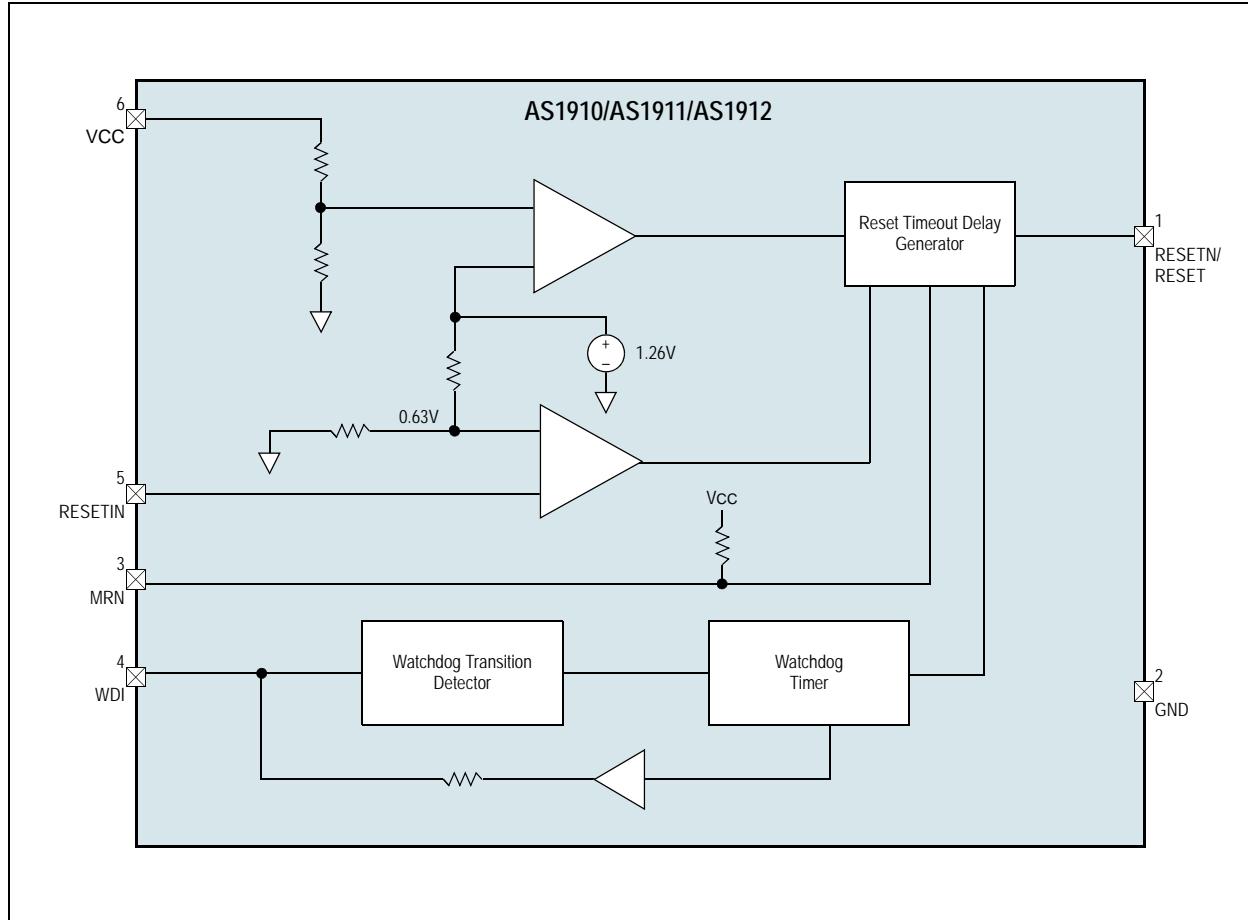 AS1910/AS1911/AS1912
6
VCC
Reset Timeout Delay
Generator
1
RESETN/
RESET
+
–
1.26V
0.63V
5
RESETIN
VCC
3
MRN
4
WDI
Watchdog Transition
Detector
Watchdog
Timer
2
GND